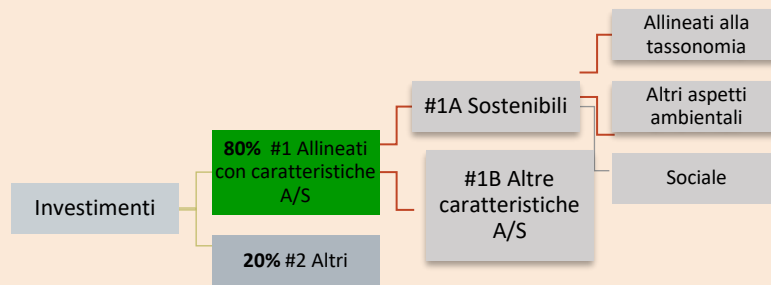 Investimenti
80% #1 Allineati
con caratteristiche
A/S
20% #2 Altri
#1A Sostenibili
#1B Altre
caratteristiche
A/S
Allineati alla
tassonomia
Altri aspetti
ambientali
Sociale